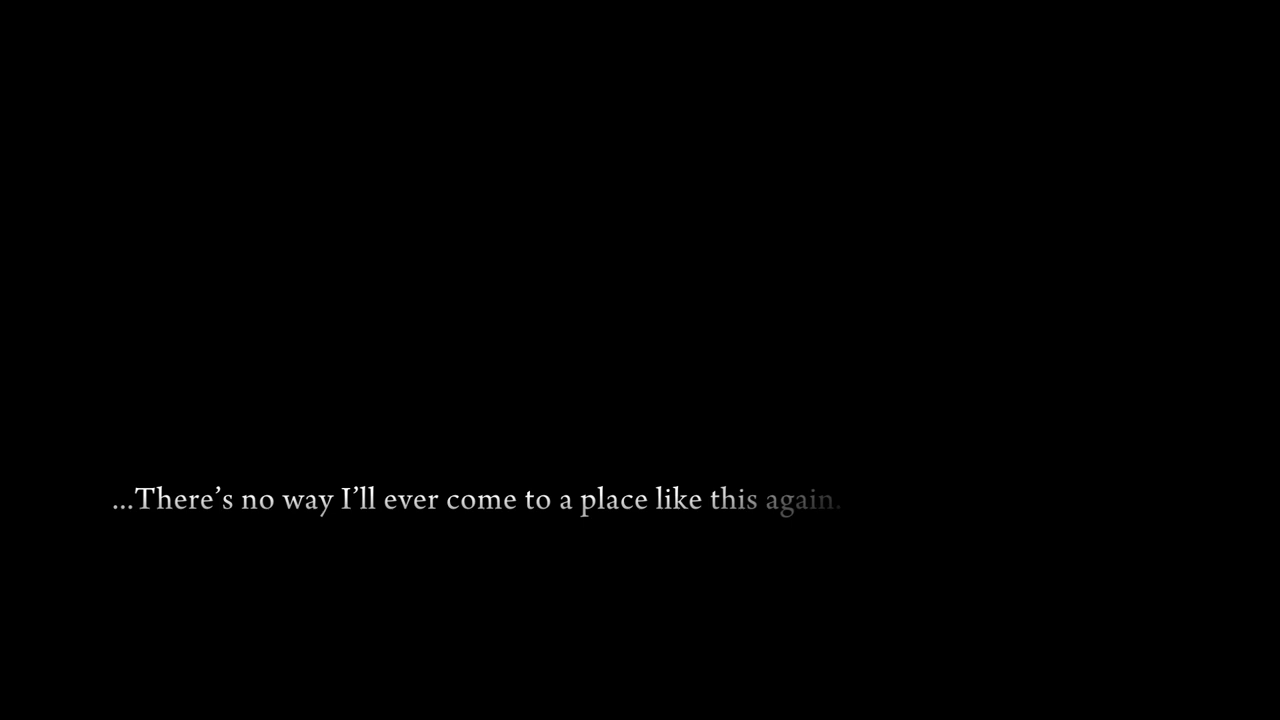 ...There’s no way I’ll ever come to a place like this again.